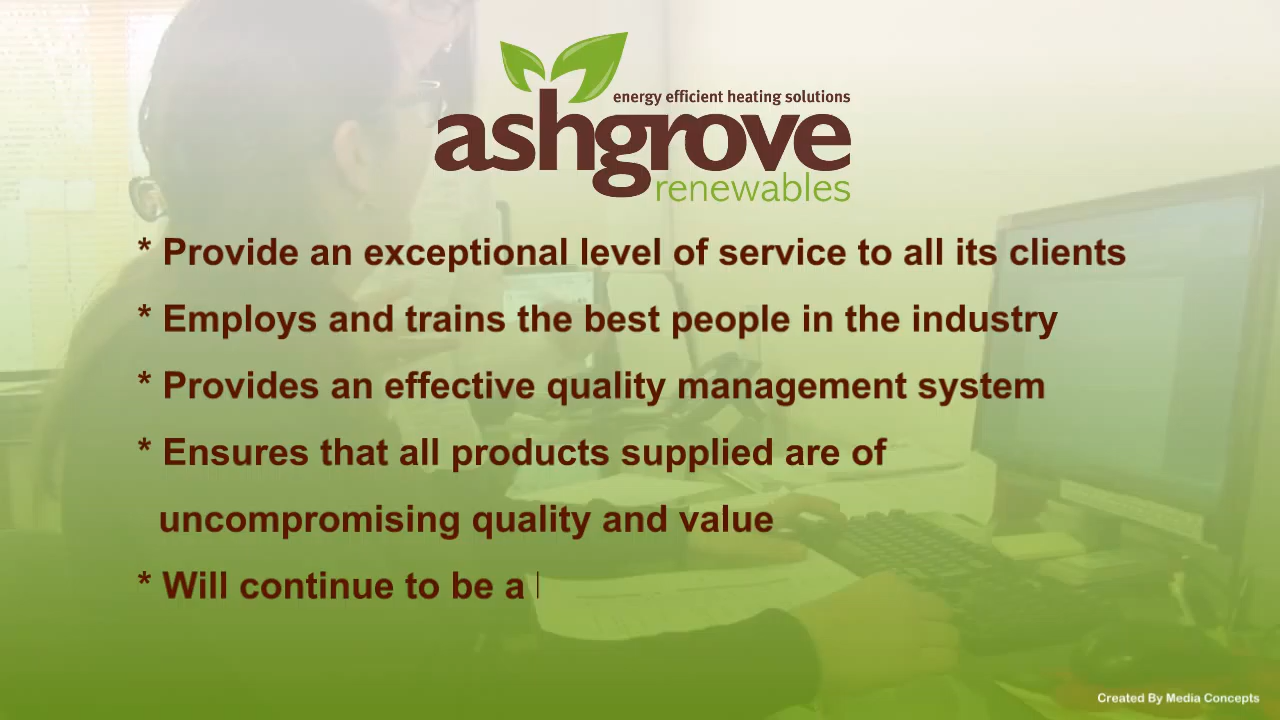 energy efficient heating solutions
ashgrove
renewables
* Provide an exceptional level of service to all its clients
* Employs and trains the best people in the industry
* Provides an effective quality management system
* Ensures that all products supplied are of
uncompromising quality and value
* Will continue to be a
Created By Media Concepts